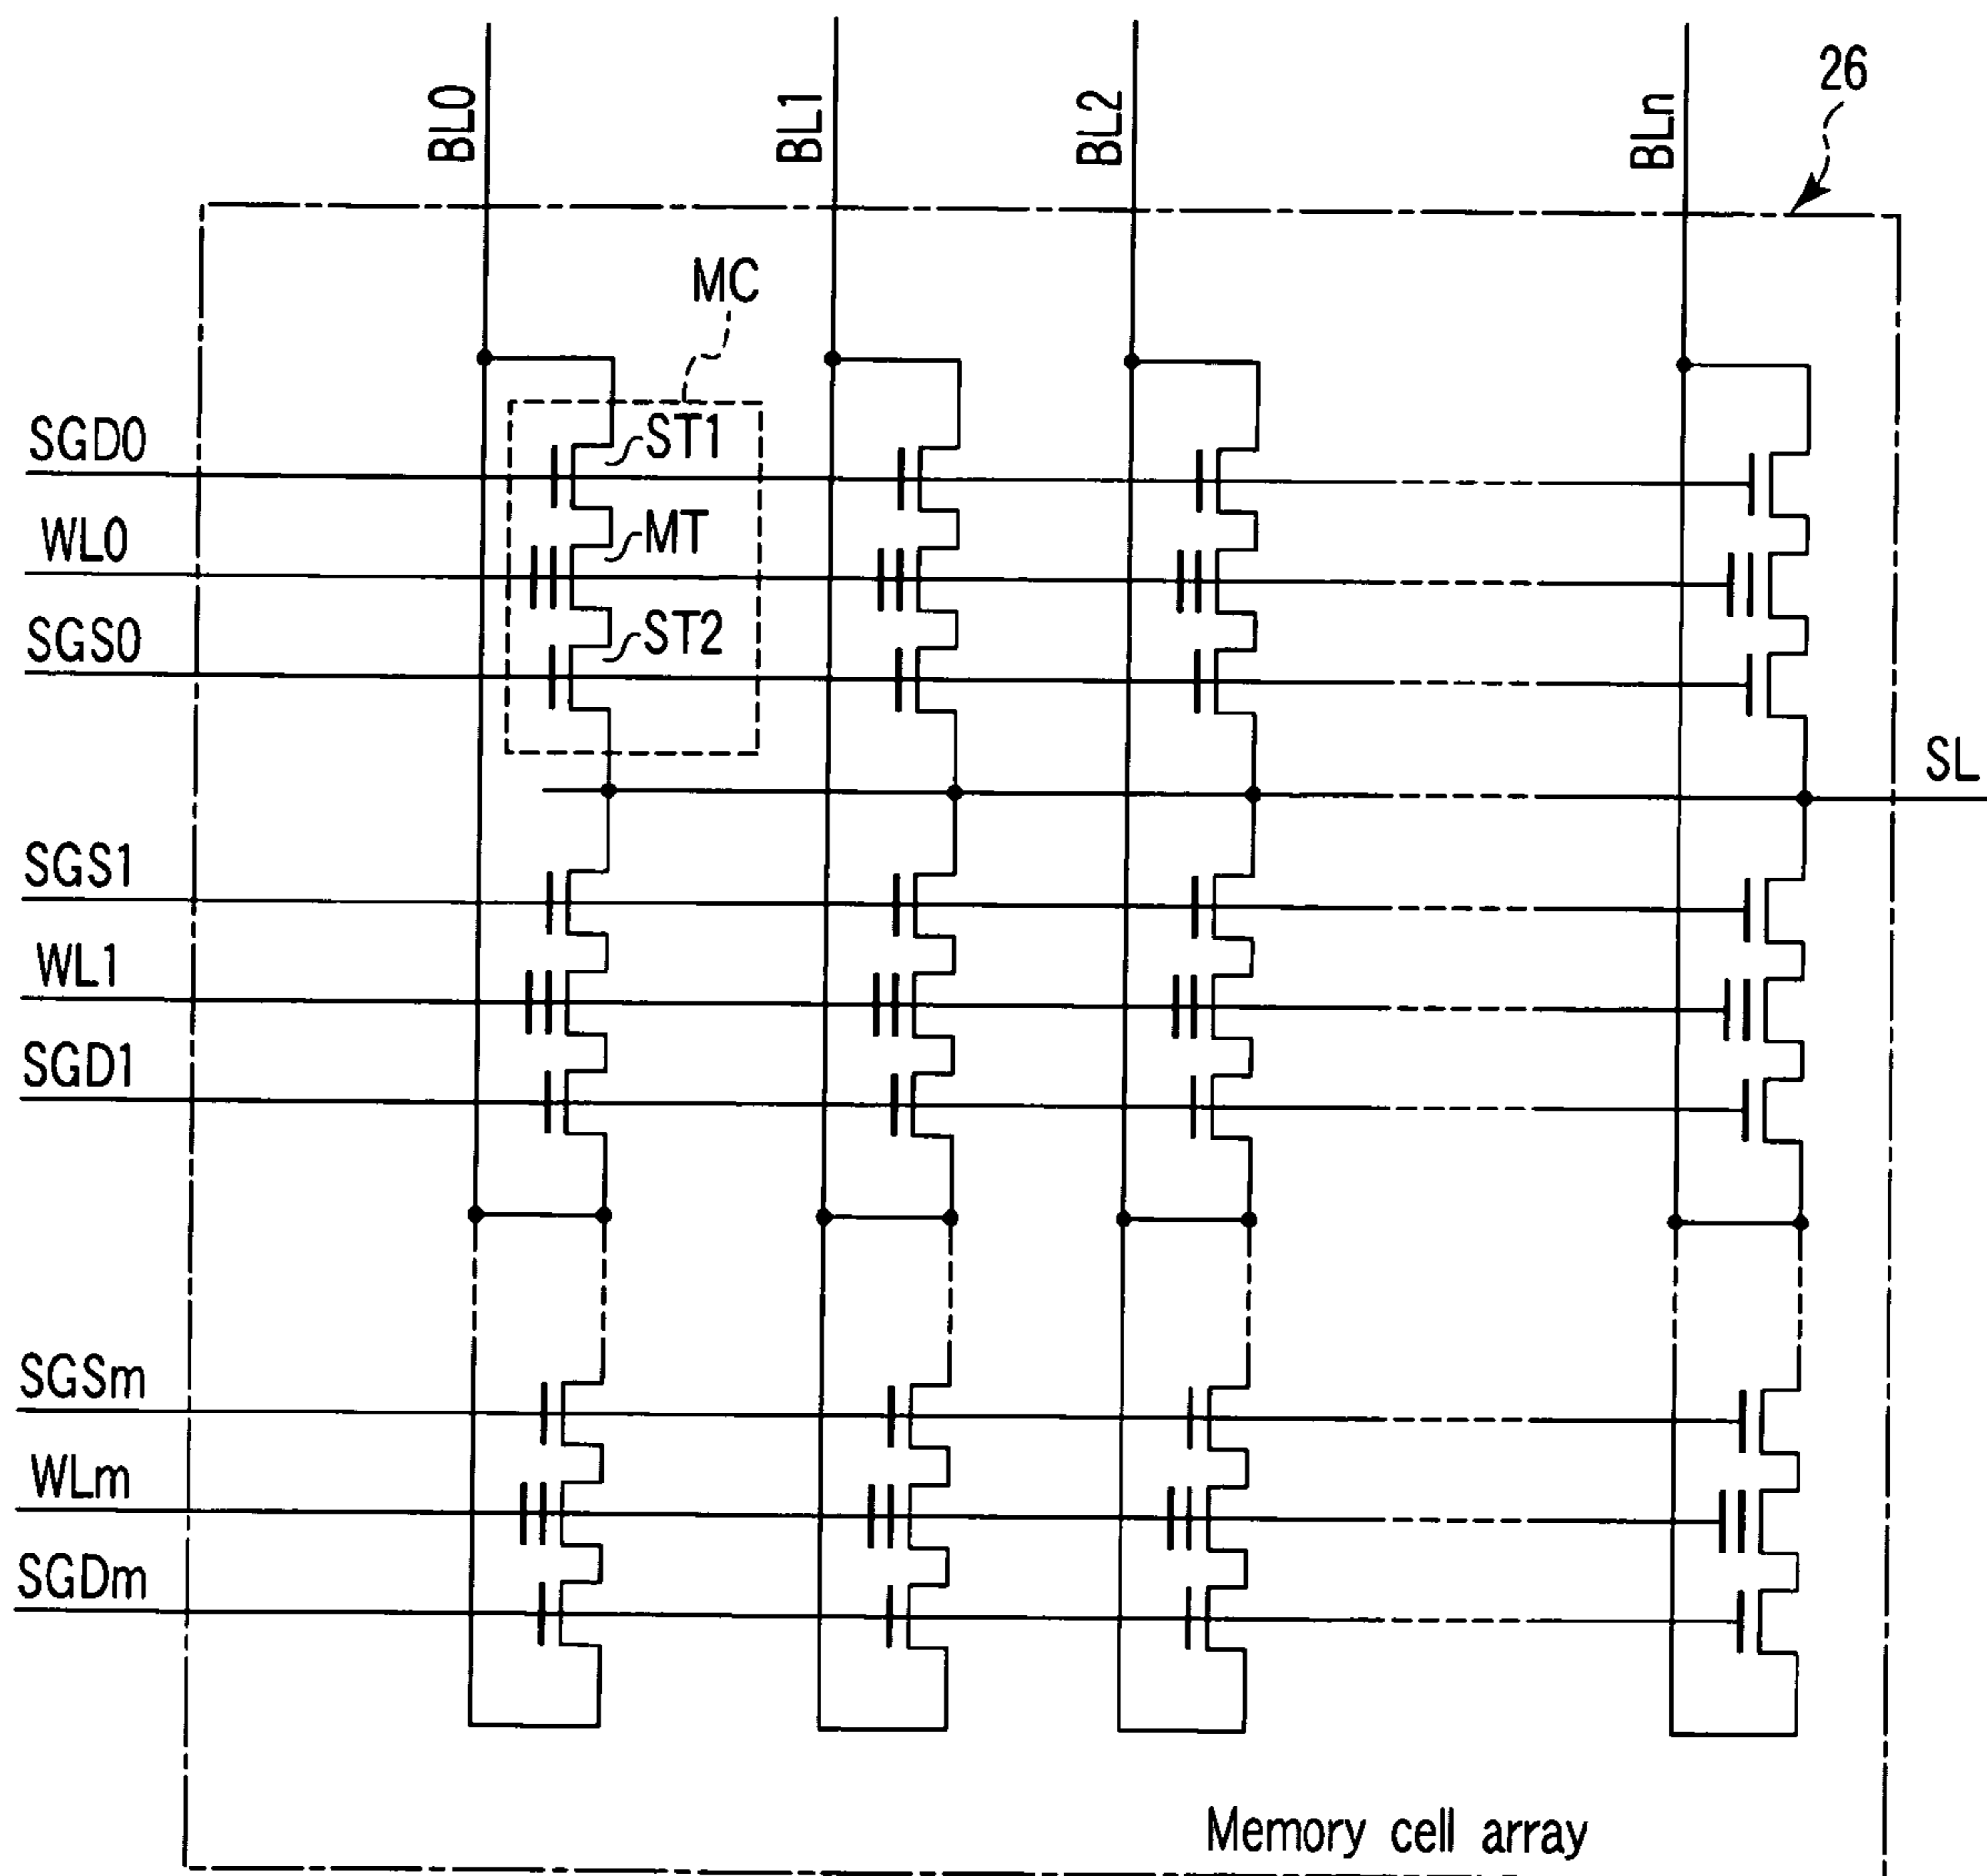 26
BL0
BL1
BL2
BLn
MC
SGD0
ST1
WL0
MT
SGS0
ST2
SL
SGS1
WL1
SGD1
SGSm
WLm
SGDm
Memory cell array